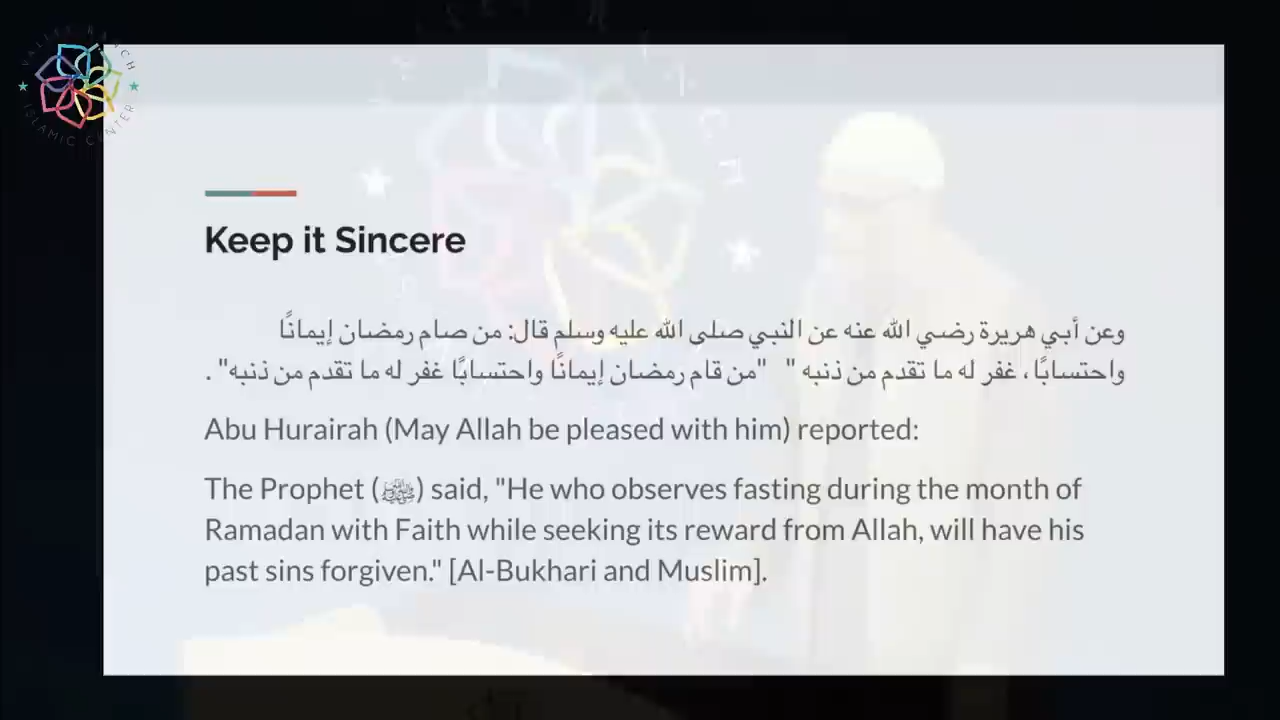 VALLEY RANCH
ISLAMIC CENTER
Keep it Sincere
وعن أبي هريرة رضي الله عنه عن النبي صلى الله عليه وسلم قال: من صام رمضان إيمانًا
واحتسابًا، غفر له ما تقدم من ذنبه " "من قام رمضان إيمانًا واحتسابًا غفر له ما تقدم من ذنبه" .
Abu Hurairah (May Allah be pleased with him) reported:
The Prophet (ﷺ) said, "He who observes fasting during the month of
Ramadan with Faith while seeking its reward from Allah, will have his
past sins forgiven." [Al-Bukhari and Muslim].